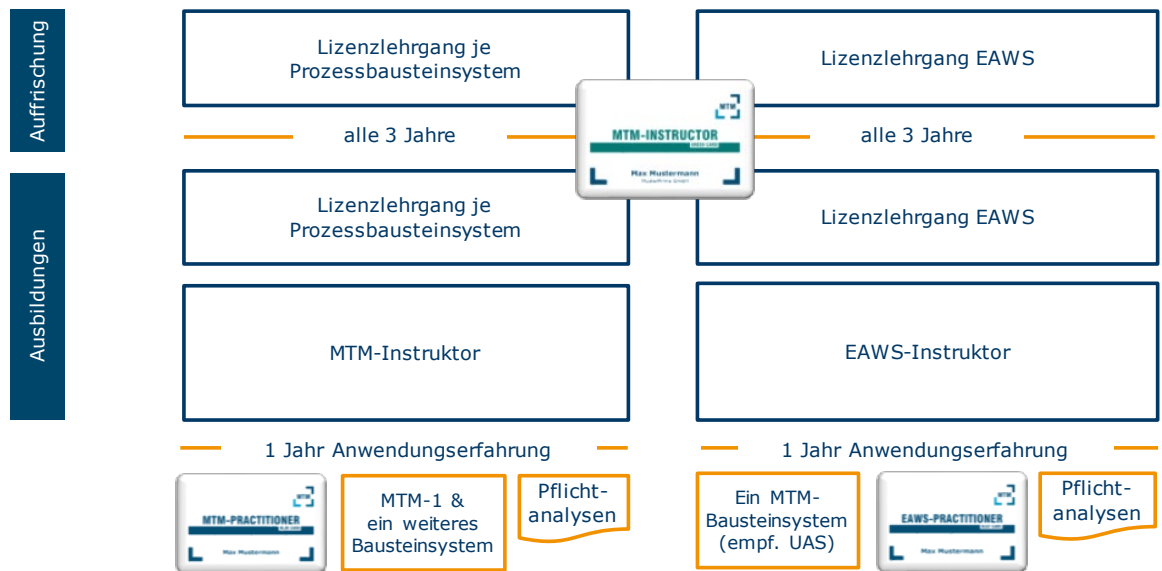 Auffrischung
Lizenzlehrgang je
Prozessbausteinsystem
Lizenzlehrgang EAWS
alle 3 Jahre
MTM
MTM-INSTRUCTOR
Max Mustermann
alle 3 Jahre
Ausbildungen
Lizenzlehrgang je
Prozessbausteinsystem
Lizenzlehrgang EAWS
MTM-Instruktor
EAWS-Instruktor
1 Jahr Anwendungserfahrung
1 Jahr Anwendungserfahrung
MTM
MTM-PRACTITIONER
Max Mustermann
MTM-1 &
ein weiteres
Bausteinsystem
Pflicht-
analysen
Ein MTM-
Bausteinsystem
(empf. UAS)
MTM
EAWS-PRACTITIONER
Max Mustermann
Pflicht-
analysen